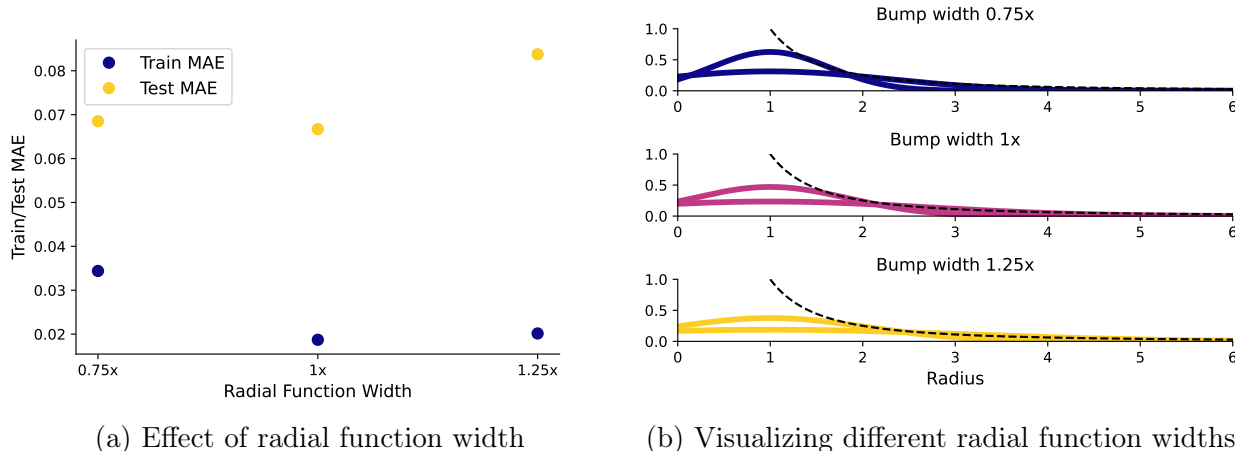 Train/Test MAE
0.08
0.07
0.06
0.05
0.04
0.03
0.02
Train MAE
Test MAE
0.75x 1x 1.25x
Radial Function Width
(a) Effect of radial function width
Bump width 0.75x
1.0
0.5
0.0
0 1 2 3 4 5 6
Bump width 1x
1.0
0.5
0.0
0 1 2 3 4 5 6
Bump width 1.25x
1.0
0.5
0.0
0 1 2 3 4 5 6
Radius
(b) Visualizing different radial function widths